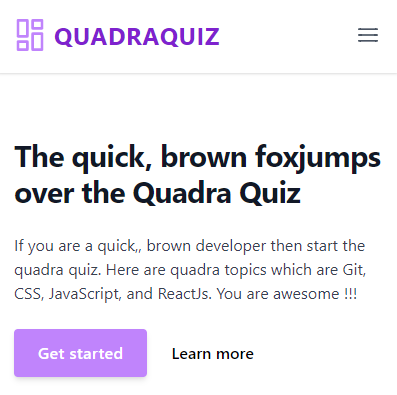 QUADRAQUIZ
The quick, brown foxjumps
over the Quadra Quiz
If you are a quick,, brown developer then start the
quadra quiz. Here are quadra topics which are Git,
CSS, JavaScript, and ReactJs. You are awesome !!!
Get started
Learn more